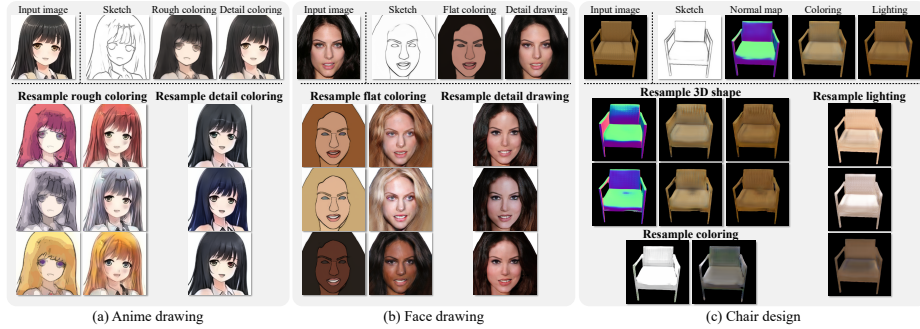 Input image
Sketch
Rough coloring
Detail coloring
Resample rough coloring
Resample detail coloring
(a) Anime drawing
Input image
Sketch
Flat coloring
Detail drawing
Resample flat coloring
Resample detail drawing
(b) Face drawing
Input image
Sketch
Normal map
Coloring
Lighting
Resample 3D shape
Resample lighting
Resample coloring
(c) Chair design